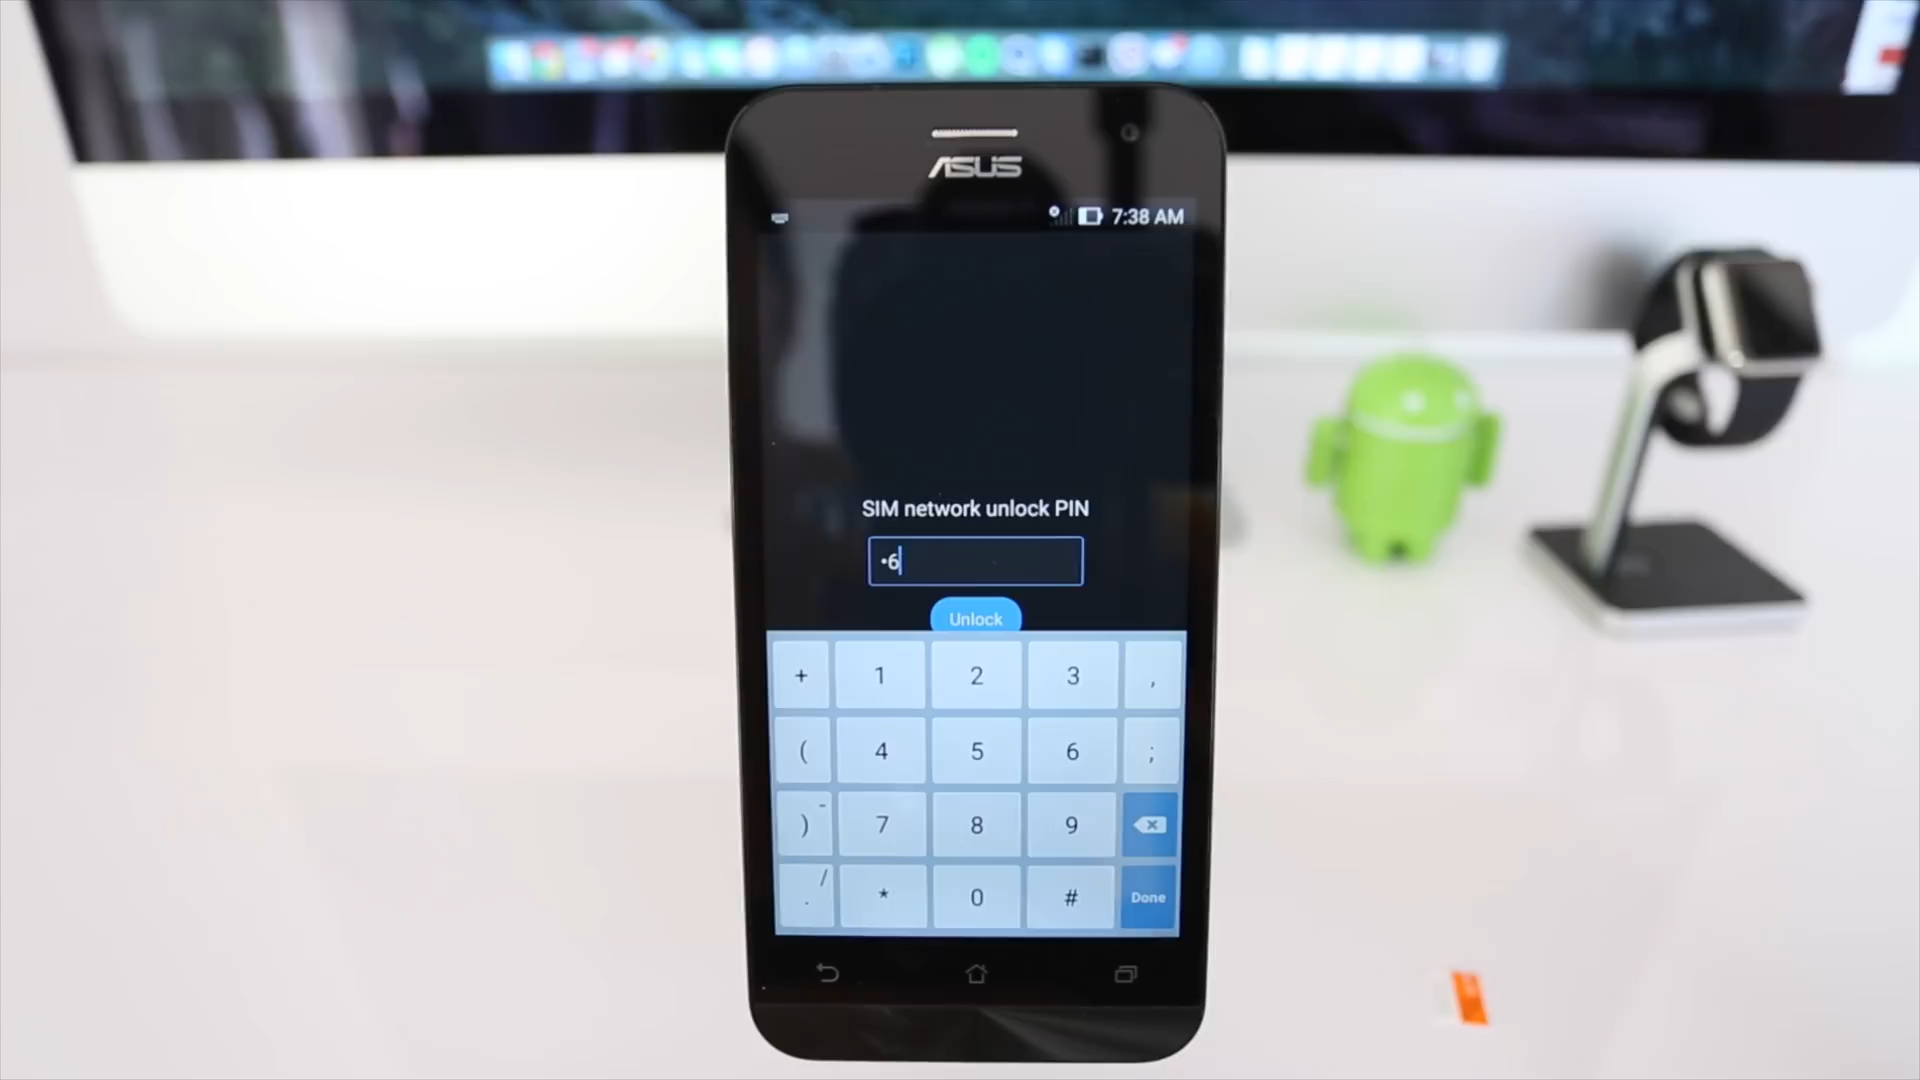 ASUS
7:38 AM
SIM network unlock PIN
•6
Unlock
+ 1 2 3 ,
( 4 5 6 ;
) - 7 8 9
. / * 0 # Done